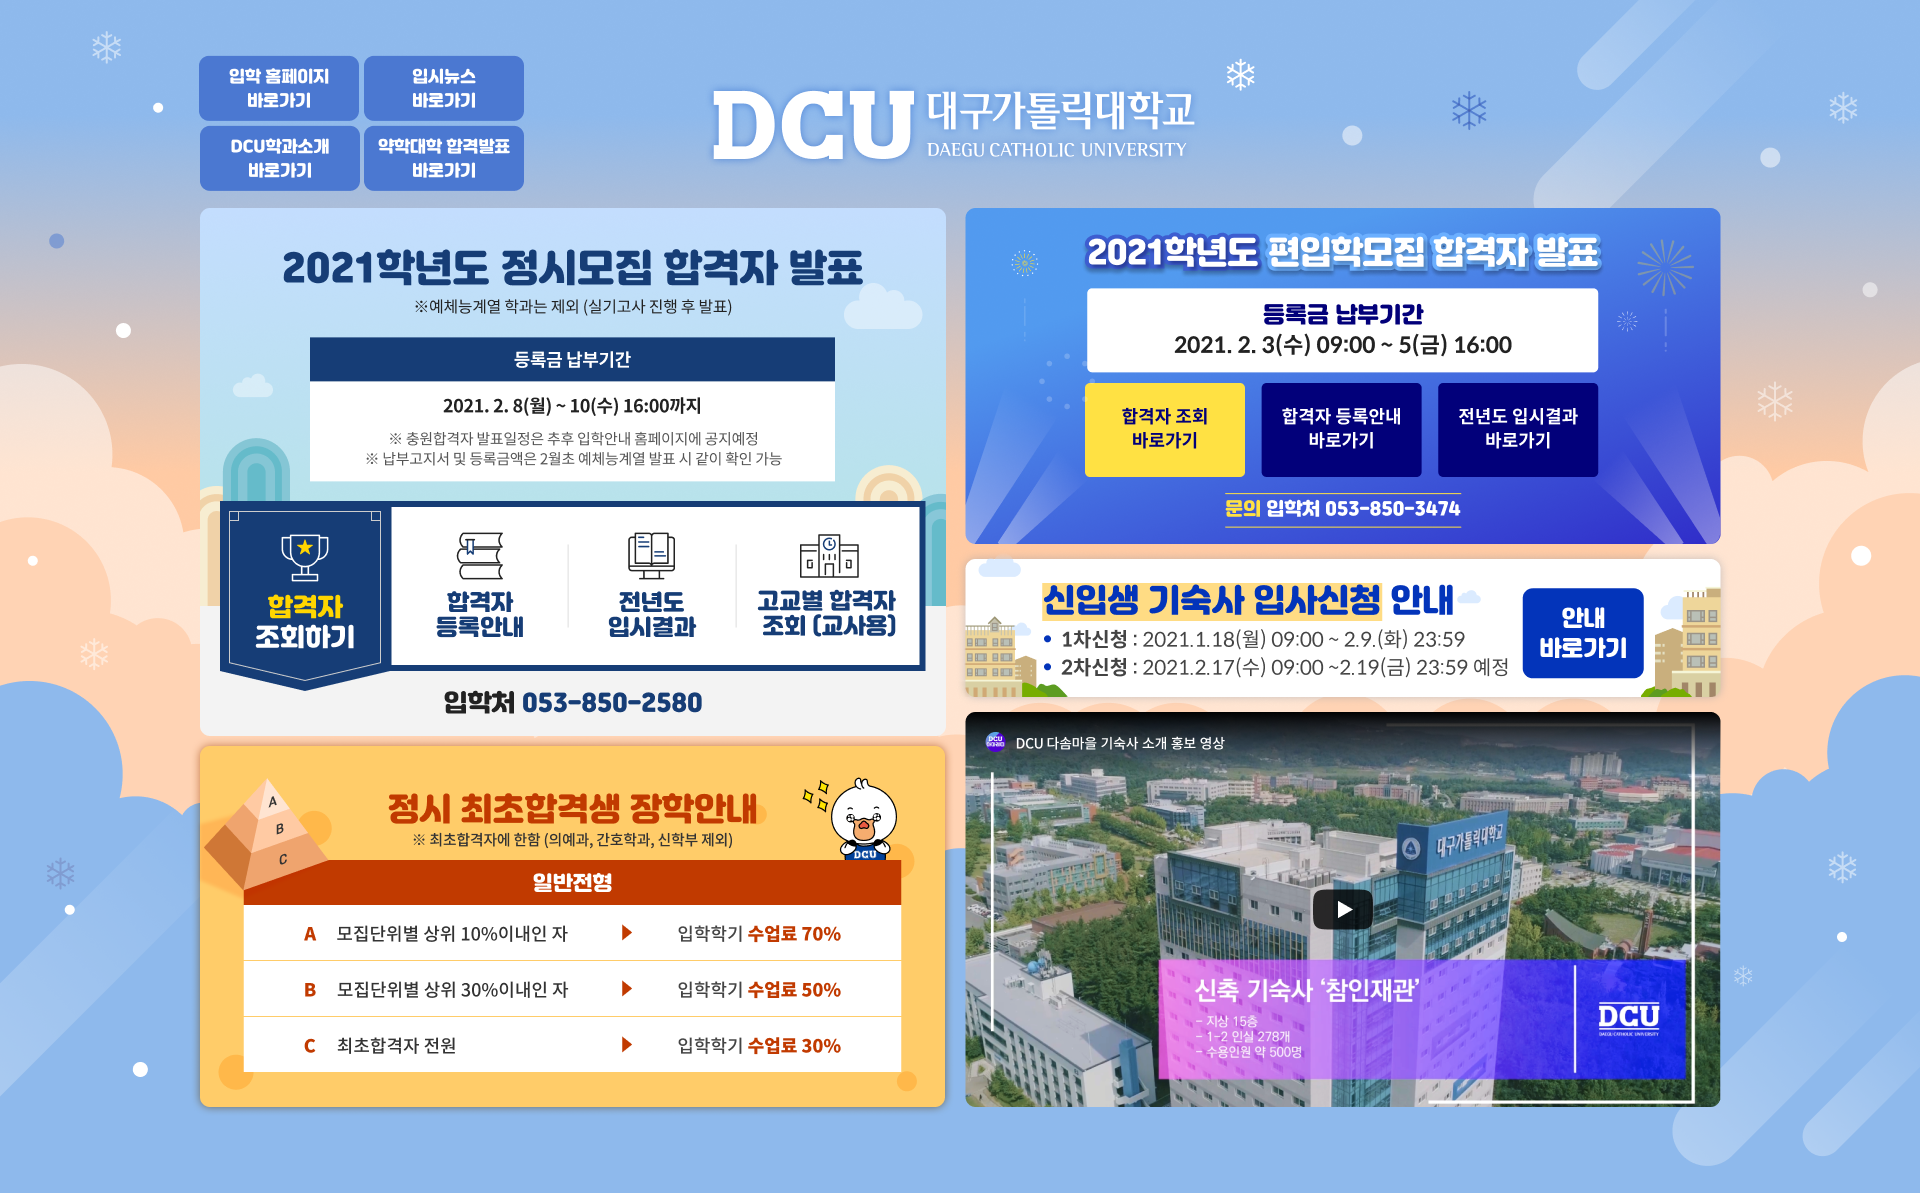 입학 홈페이지
바로가기
입시뉴스
바로가기
DCU학과소개
바로가기
약학대학 합격발표
바로가기
DCU 대구가톨릭대학교
DAEGU CATHOLIC UNIVERSITY
2021학년도 정시모집 합격자 발표
※예체능계열 학과는 제외 (실기고사 진행 후 발표)
등록금 납부기간
2021. 2. 8(월) ~ 10(수) 16:00까지
※ 충원합격자 발표일정은 추후 입학안내 홈페이지에 공지예정
※ 납부고지서 및 등록금액은 2월초 예체능계열 발표 시 같이 확인 가능
합격자
조회하기
합격자
등록안내
전년도
입시결과
고교별 합격자
조회 (교사용)
입학처 053-850-2580
정시 최초합격생 장학안내
※ 최초합격자에 한함 (의예과, 간호학과, 신학부 제외)
A
B
C
DCU
일반전형
A 모집단위별 상위 10%이내인 자 ▶ 입학학기 수업료 70%
B 모집단위별 상위 30%이내인 자 ▶ 입학학기 수업료 50%
C 최초합격자 전원 ▶ 입학학기 수업료 30%
2021학년도 편입학모집 합격자 발표
등록금 납부기간
2021. 2. 3(수) 09:00 ~ 5(금) 16:00
합격자 조회
바로가기
합격자 등록안내
바로가기
전년도 입시결과
바로가기
문의 입학처 053-850-3474
신입생 기숙사 입사신청 안내
• 1차신청 : 2021.1.18(월) 09:00 ~ 2.9.(화) 23:59
• 2차신청 : 2021.2.17(수) 09:00 ~2.19(금) 23:59 예정
안내
바로가기
DCU
DCU 다솜마을 기숙사 소개 홍보 영상
대구가톨릭대학교
신축 기숙사 ‘참인재관’
- 지상 15층
- 1-2 인실 278개
- 수용인원 약 500명
DCU
DAEGU CATHOLIC UNIVERSITY